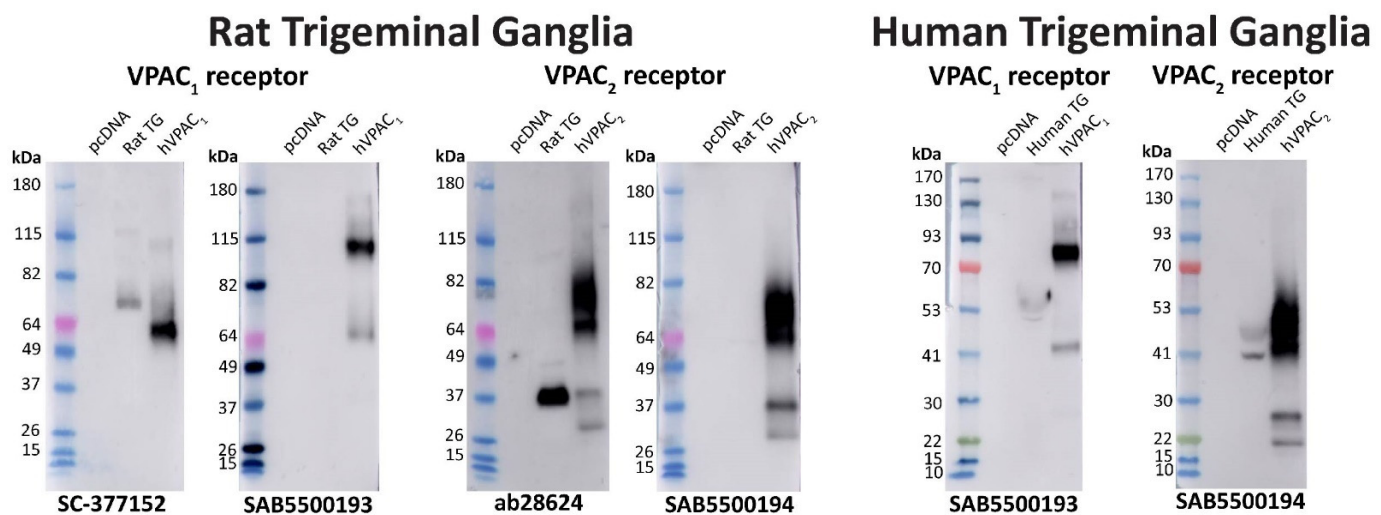 Rat Trigeminal Ganglia
Human Trigeminal Ganglia
VPAC1 receptor
VPAC2 receptor
VPAC1 receptor
VPAC2 receptor
pcDNA
Rat TG
hVPAC1
kDa
180
115
82
64
49
37
26
15
SC-377152
pcDNA
Rat TG
hVPAC1
180
115
82
64
49
37
26
15
SAB5500193
pcDNA
Rat TG
hVPAC2
kDa
180
115
82
64
49
37
26
15
ab28624
pcDNA
Rat TG
hVPAC2
kDa
180
115
82
64
49
37
26
15
SAB5500194
pcDNA
Human TG
hVPAC1
kDa
170
130
93
70
53
41
30
22
15
10
SAB5500193
pcDNA
Human TG
hVPAC2
kDa
170
130
93
70
53
41
30
22
15
10
SAB5500194